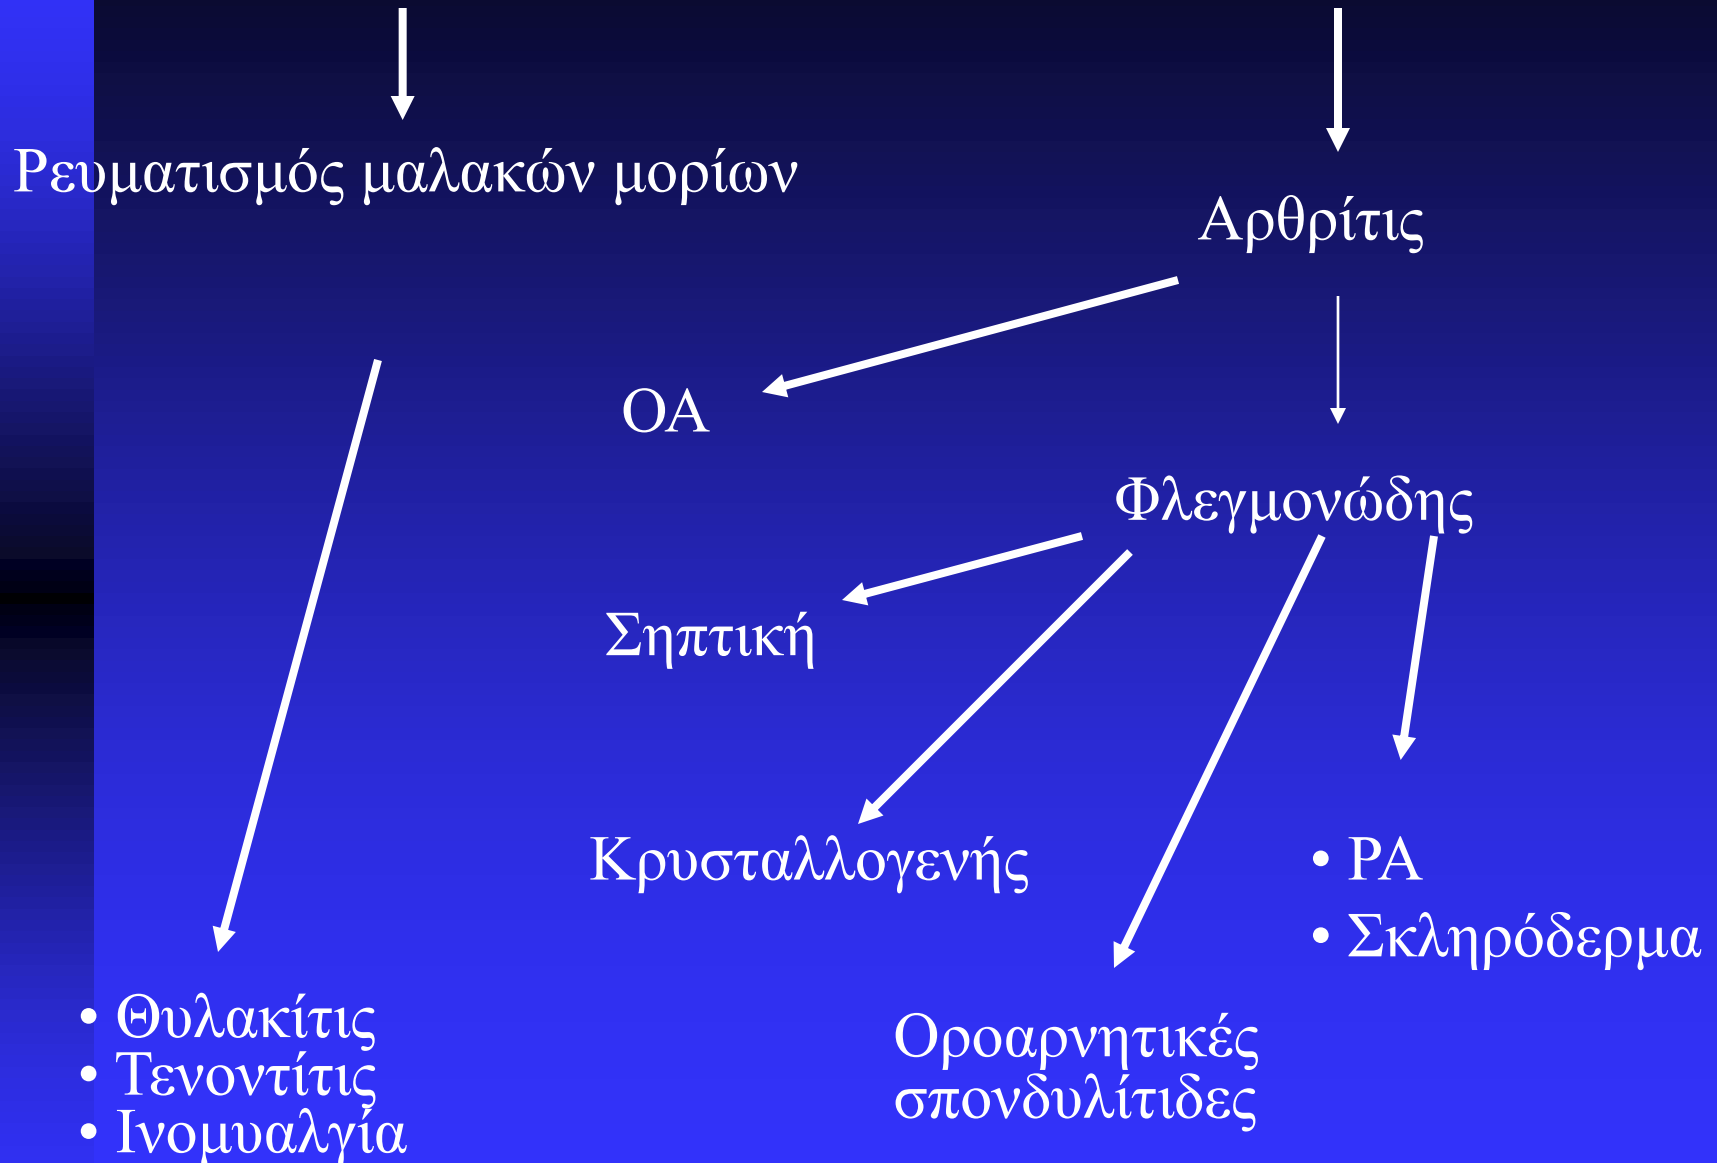 Ρευματισμός μαλακών μορίων
Αρθρίτις
ΟΑ
Φλεγμονώδης
Σηπτική
Κρυσταλλογενής
• ΡΑ
• Σκληρόδερμα
• Θυλακίτις
• Τενοντίτις
• Ινομυαλγία
Οροαρνητικές
σπονδυλίτιδες